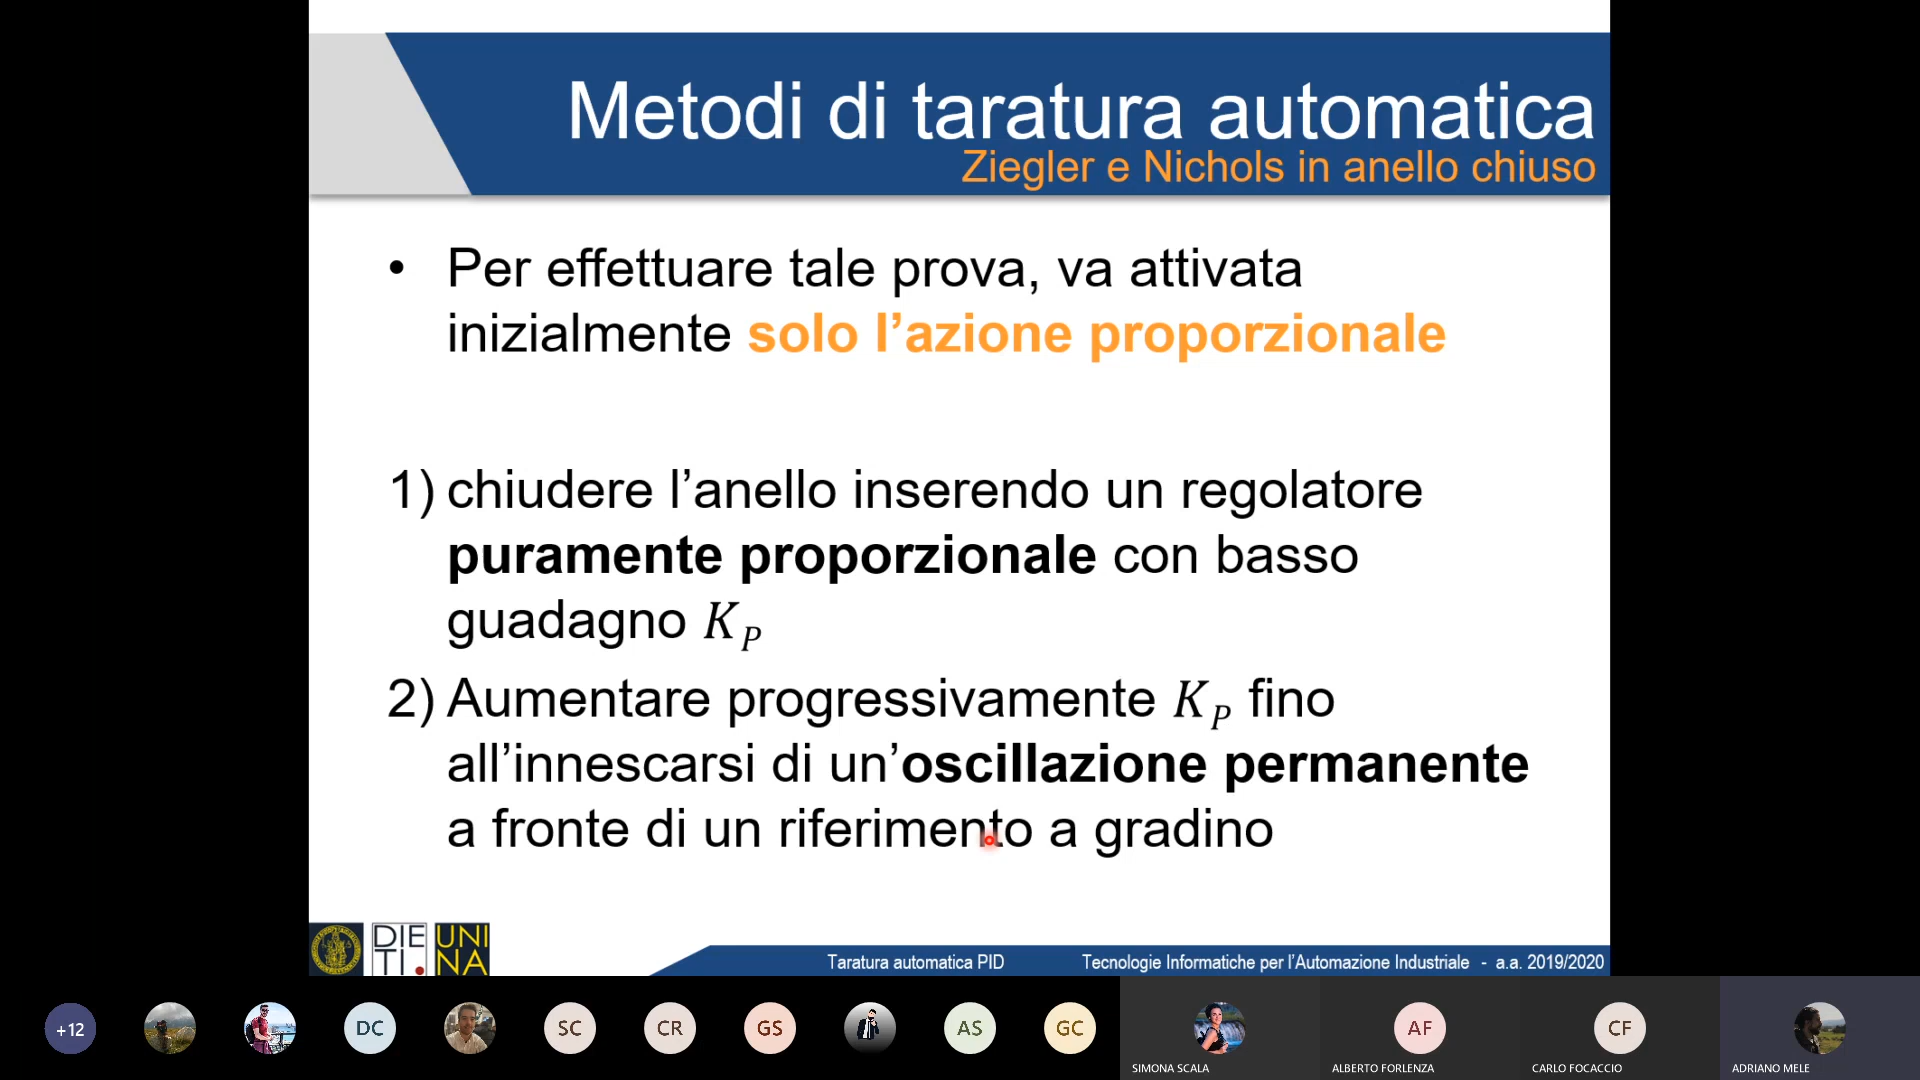 Metodi di taratura automatica
Ziegler e Nichols in anello chiuso
• Per effettuare tale prova, va attivata
inizialmente solo l’azione proporzionale
1) chiudere l’anello inserendo un regolatore
puramente proporzionale con basso
guadagno K_P
2) Aumentare progressivamente K_P fino
all’innescarsi di un’oscillazione permanente
a fronte di un riferimento a gradino
DIE
TI.
UNI
NA
Taratura automatica PID
Tecnologie Informatiche per l’Automazione Industriale - a.a. 2019/2020
+12
DC
SC
CR
GS
AS
GC
SIMONA SCALA
AF
ALBERTO FORLENZA
CF
CARLO FOCACCIO
ADRIANO MELE